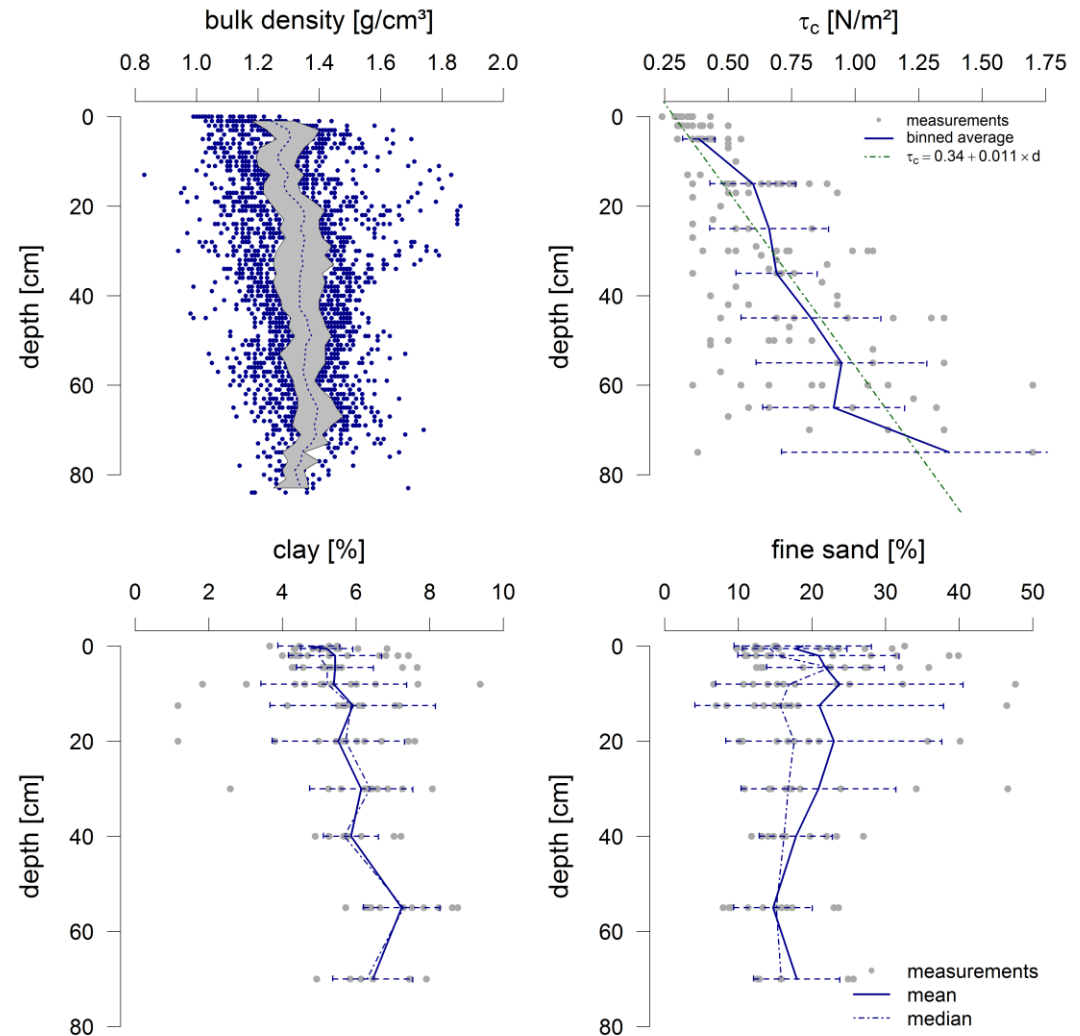 bulk density [g/cm³]
0.8 1.0 1.2 1.4 1.6 1.8 2.0
depth [cm]
0
20
40
60
80
τc [N/m²]
0.25 0.75 1.00 1.25 1.75
depth [cm]
0
20
40
60
80
measurements
binned average
τc = 0.34 + 0.011 × d
clay [%]
0 2 4 6 8 10
depth [cm]
0
20
40
60
80
fine sand [%]
0 10 20 30 40 50
depth [cm]
0
20
40
60
80
measurements
mean
median